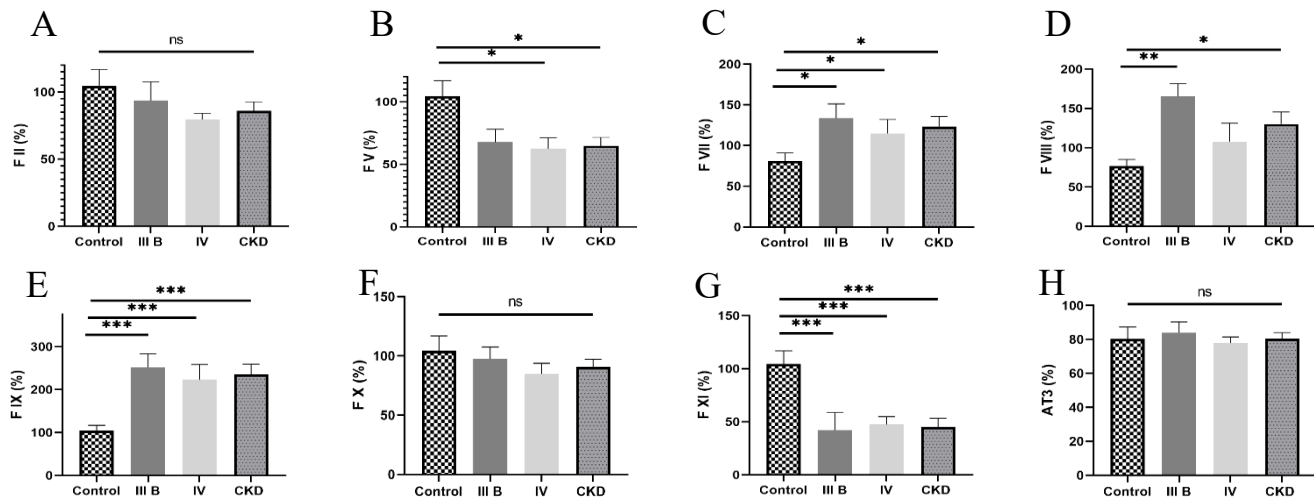 A
ns
F II (%)
100
50
0
Control III B IV CKD
B
*
*
F V (%)
100
50
0
Control III B IV CKD
C
*
*
*
F VII (%)
200
150
100
50
0
Control III B IV CKD
D
*
**
F VIII (%)
200
150
100
50
0
Control III B IV CKD
E
***
***
***
F IX (%)
300
200
100
0
Control III B IV CKD
F
ns
F X (%)
150
100
50
0
Control III B IV CKD
G
***
***
***
F XI (%)
150
100
50
0
Control III B IV CKD
H
ns
AT3 (%)
100
80
60
40
20
0
Control III B IV CKD